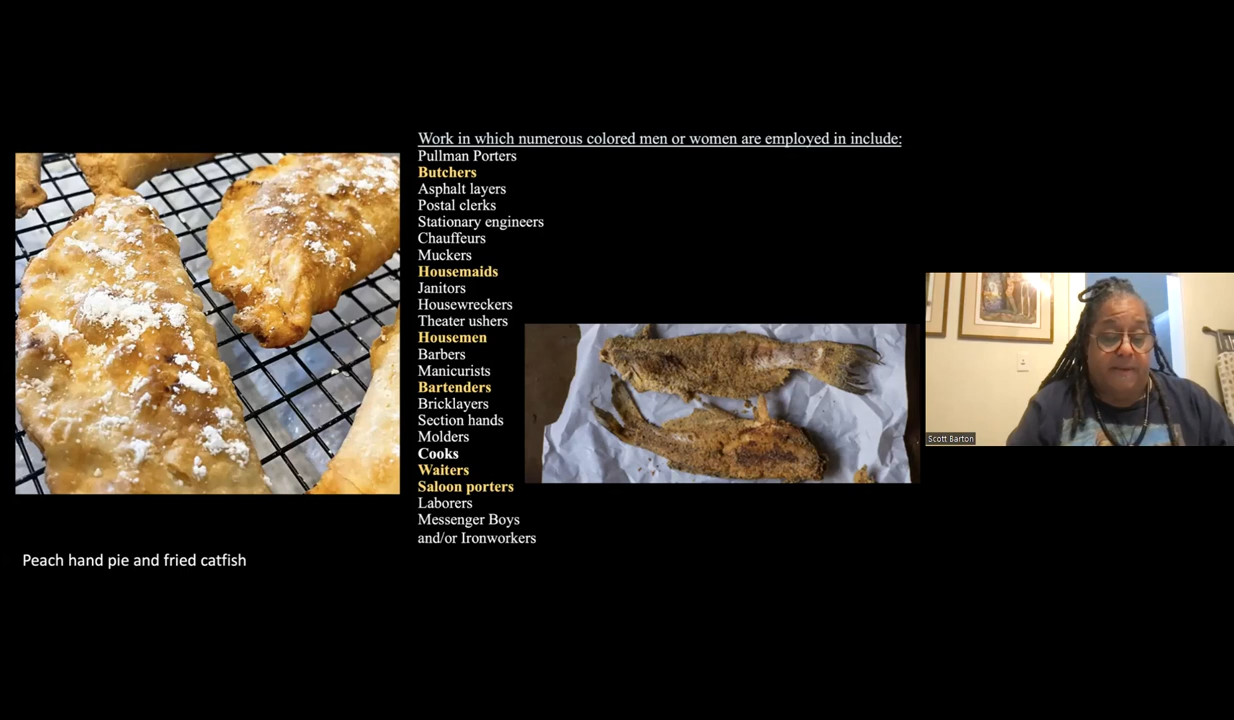 Work in which numerous colored men or women are employed in include:
Pullman Porters
Butchers
Asphalt layers
Postal clerks
Stationary engineers
Chauffeurs
Muckers
Housemaids
Janitors
Housewreckers
Theater ushers
Housemen
Barbers
Manicurists
Bartenders
Bricklayers
Section hands
Molders
Cooks
Waiters
Saloon porters
Laborers
Messenger Boys
and/or Ironworkers
Peach hand pie and fried catfish
Scott Barton